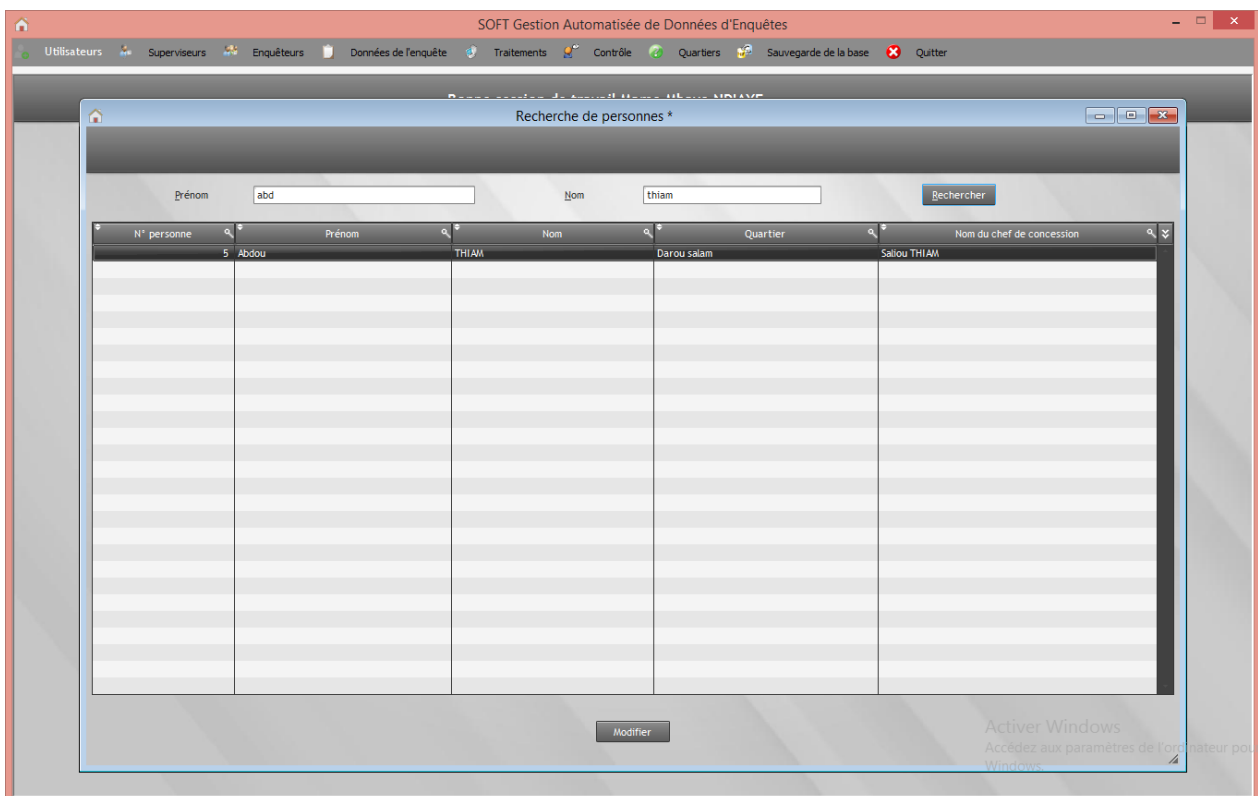 SOFT Gestion Automatisée de Données d'Enquêtes
Utilisateurs Superviseurs Enquêteurs Données de l'enquête Traitements Contrôle Quartiers Sauvegarde de la base Quitter
Recherche de personnes *
Prénom abd Nom thiam Rechercher
N° personne Prénom Nom Quartier Nom du chef de concession
5 Abdou THIAM Darou salam Saliou THIAM
Modifier
Activer Windows
Accédez aux paramètres de l'ordinateur pou
Windows.